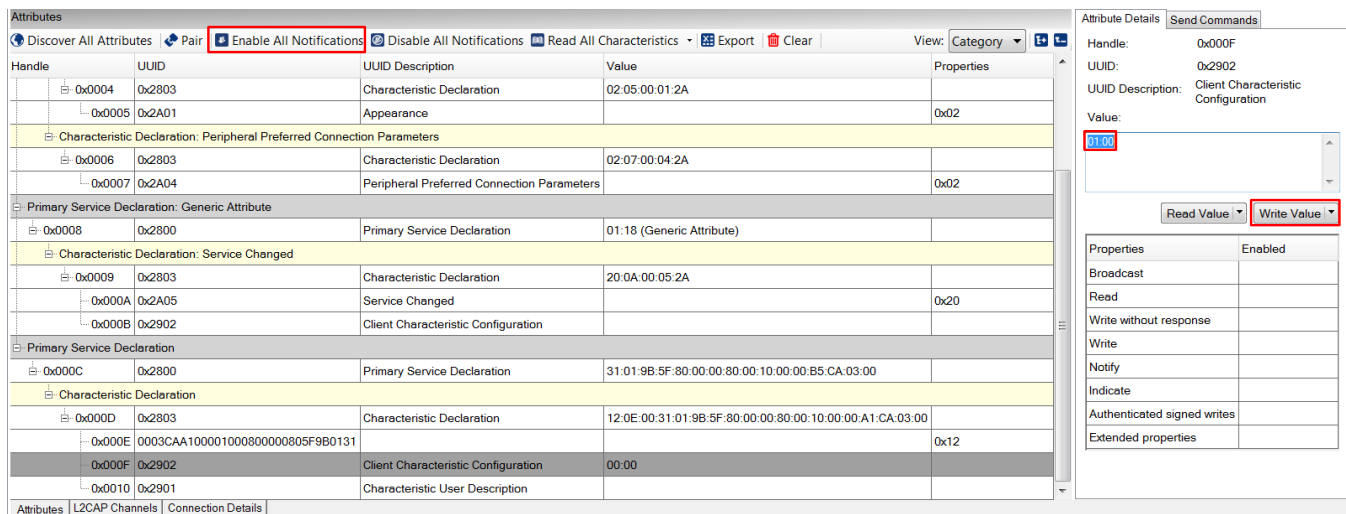 Attributes
Discover All Attributes Pair Enable All Notifications Disable All Notifications Read All Characteristics Export Clear View: Category
Handle UUID UUID Description Value Properties
0x0004 0x2803 Characteristic Declaration 02:05:00:01:2A
0x0005 0x2A01 Appearance 0x02
Characteristic Declaration: Peripheral Preferred Connection Parameters
0x0006 0x2803 Characteristic Declaration 02:07:00:04:2A
0x0007 0x2A04 Peripheral Preferred Connection Parameters 0x02
Primary Service Declaration: Generic Attribute
0x0008 0x2800 Primary Service Declaration 01:18 (Generic Attribute)
Characteristic Declaration: Service Changed
0x0009 0x2803 Characteristic Declaration 20:0A:00:05:2A
0x000A 0x2A05 Service Changed 0x20
0x000B 0x2902 Client Characteristic Configuration
Primary Service Declaration
0x000C 0x2800 Primary Service Declaration 31:01:9B:5F:80:00:00:80:00:10:00:00:B5:CA:03:00
Characteristic Declaration
0x000D 0x2803 Characteristic Declaration 12:0E:00:31:01:9B:5F:80:00:00:80:00:10:00:00:A1:CA:03:00
0x000E 0003CAA100001000800000805F9B0131 0x12
0x000F 0x2902 Client Characteristic Configuration 00:00
0x0010 0x2901 Characteristic User Description
Attributes L2CAP Channels Connection Details
Attribute Details Send Commands
Handle: 0x000F
UUID: 0x2902
UUID Description: Client Characteristic
Configuration
Value:
01:00
Read Value Write Value
Properties Enabled
Broadcast
Read
Write without response
Write
Notify
Indicate
Authenticated signed writes
Extended properties